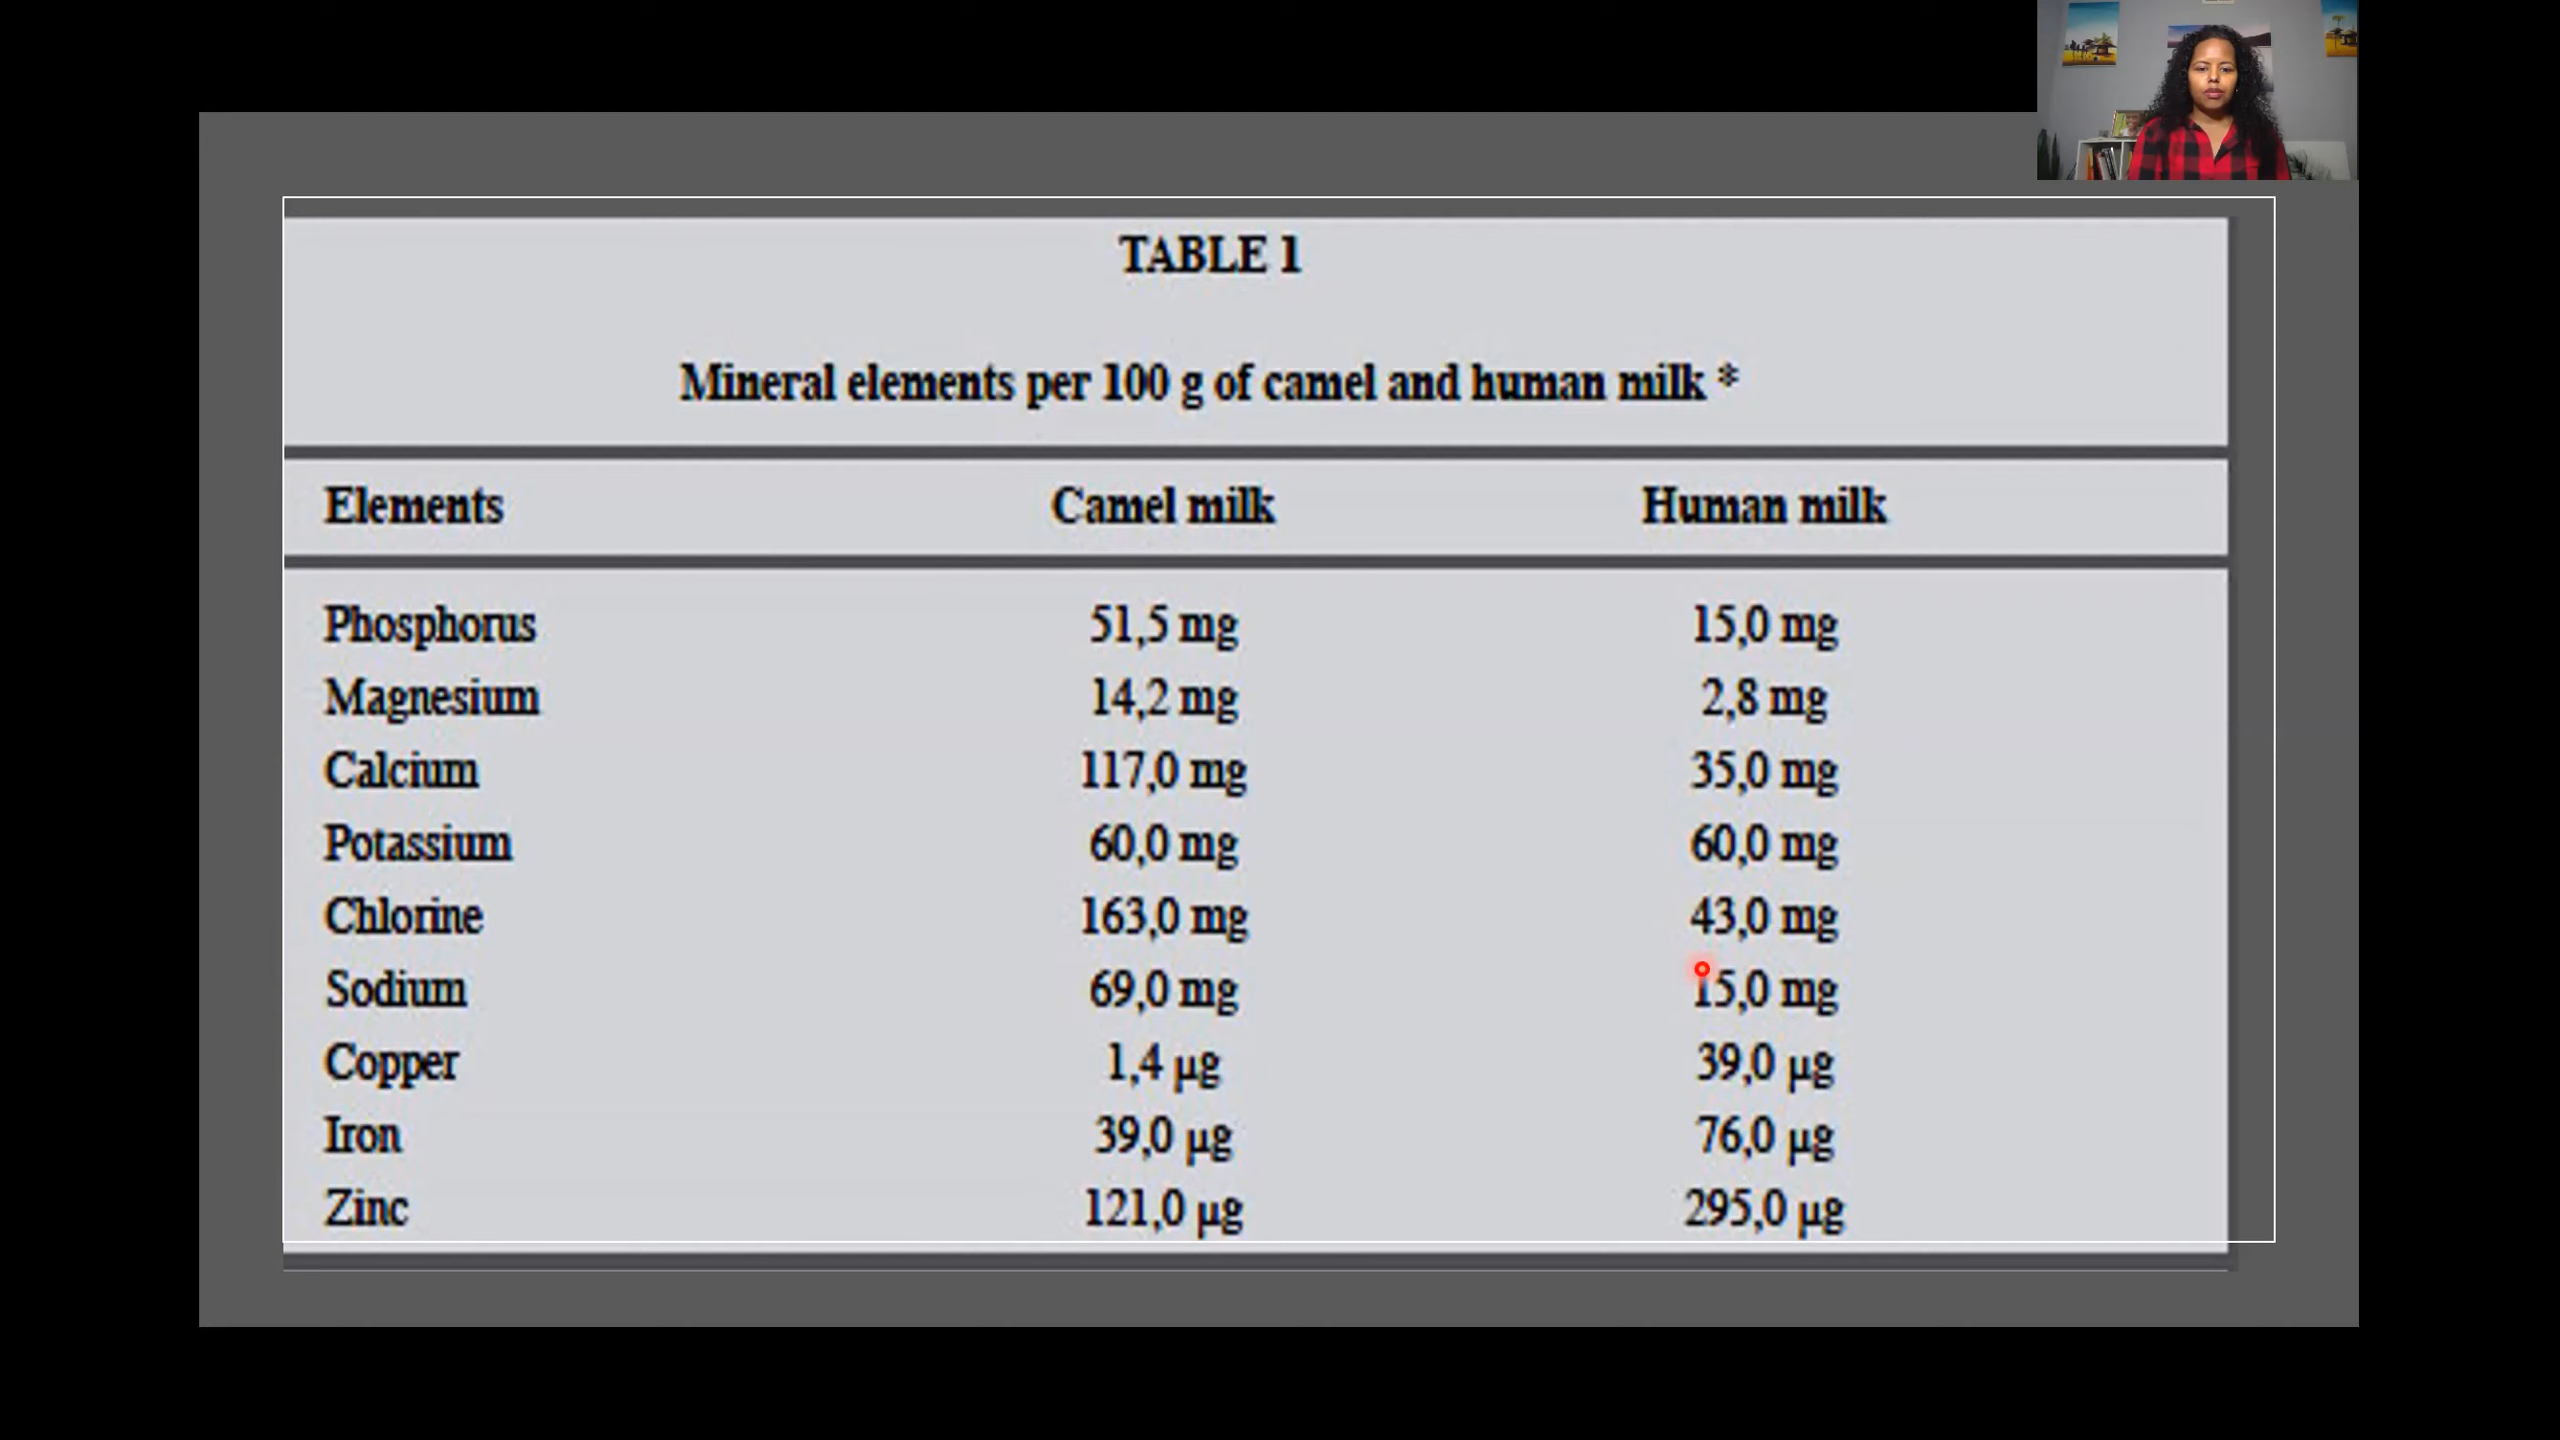 TABLE 1
Mineral elements per 100 g of camel and human milk *
Elements Camel milk Human milk
Phosphorus 51,5 mg 15,0 mg
Magnesium 14,2 mg 2,8 mg
Calcium 117,0 mg 35,0 mg
Potassium 60,0 mg 60,0 mg
Chlorine 163,0 mg 43,0 mg
Sodium 69,0 mg 15,0 mg
Copper 1,4 µg 39,0 µg
Iron 39,0 µg 76,0 µg
Zinc 121,0 µg 295,0 µg